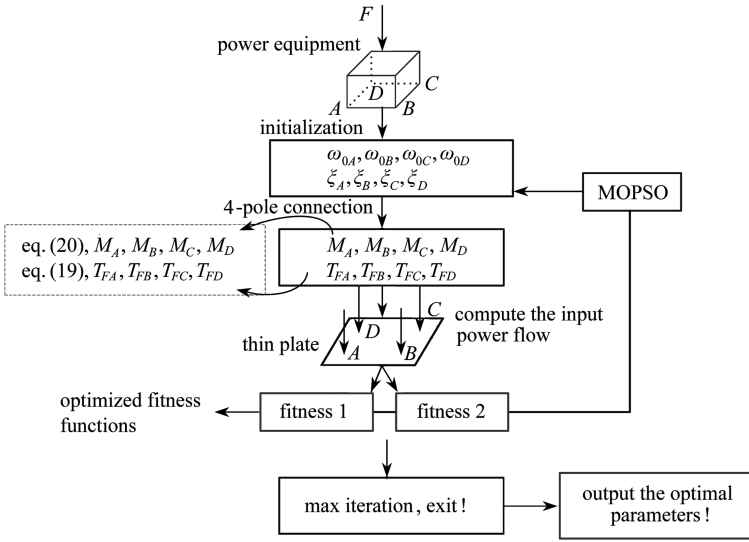 F
power equipment
D
C
A
B
initialization
ω0A, ω0B, ω0C, ω0D
ξA, ξB, ξC, ξD
MOPSO
4-pole connection
eq. (20), MA, MB, MC, MD
eq. (19), TFA, TFB, TFC, TFD
MA, MB, MC, MD
TFA, TFB, TFC, TFD
C
D
compute the input
power flow
thin plate
A
B
optimized fitness
functions
fitness 1
fitness 2
max iteration, exit!
output the optimal
parameters!